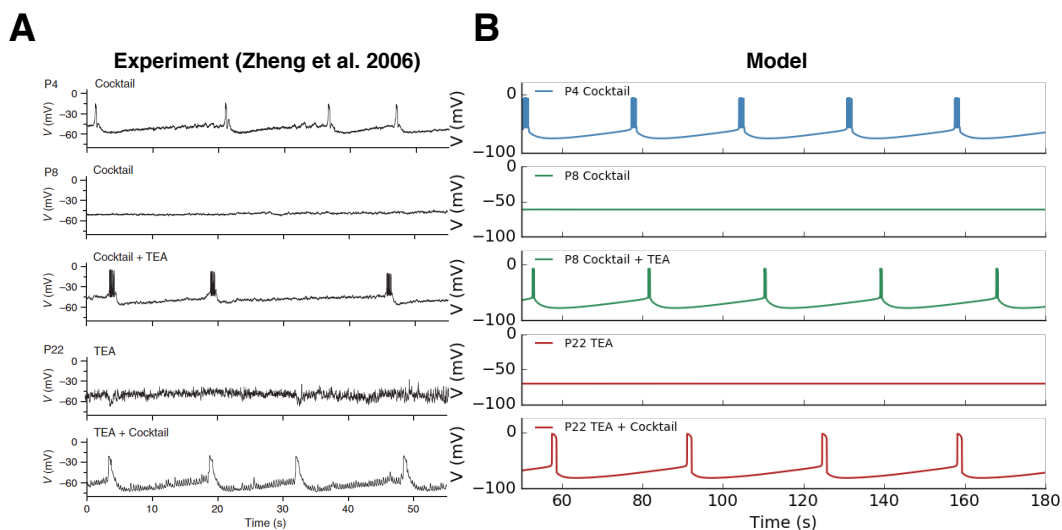 A
B
Experiment (Zheng et al. 2006)
Model
P4
Cocktail
0
−30
−60
V (mV)
P8
Cocktail
0
−30
−60
V (mV)
Cocktail + TEA
0
−30
−60
V (mV)
P22
TEA
0
−30
−60
V (mV)
TEA + Cocktail
0
−30
−60
V (mV)
0 10 20 30 40 50
Time (s)
P4 Cocktail
0
−100
V (mV)
P8 Cocktail
0
−50
−100
V (mV)
P8 Cocktail + TEA
0
−100
V (mV)
P22 TEA
0
−50
−100
V (mV)
P22 TEA + Cocktail
0
−100
V (mV)
60 80 100 120 140 160 180
Time (s)